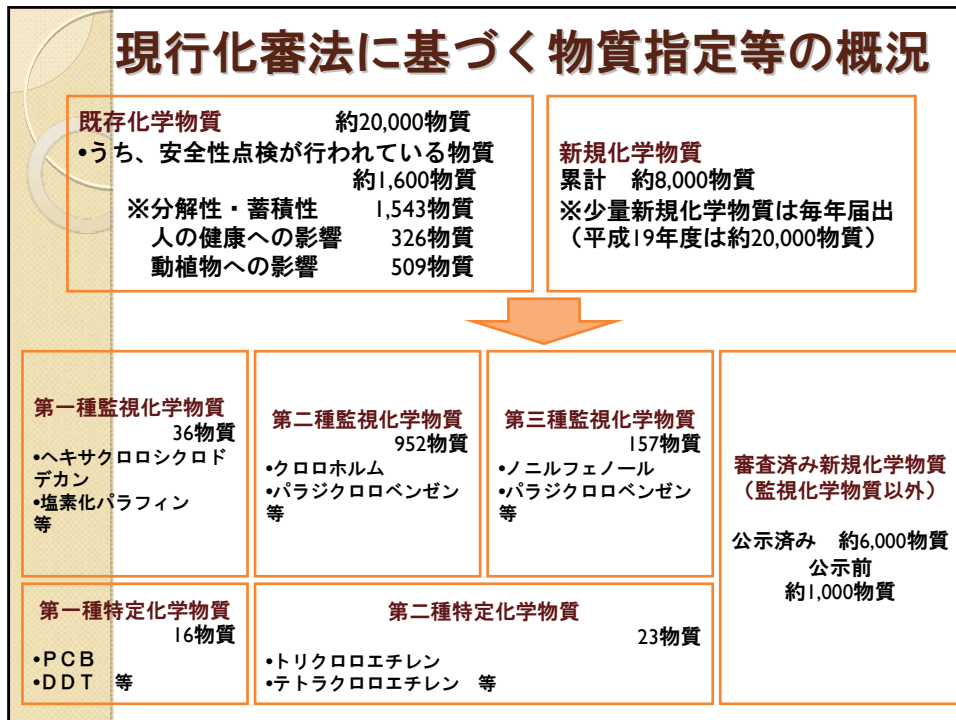 現行化審法に基づく物質指定等の概況
既存化学物質 約20,000物質
•うち、安全性点検が行われている物質
約1,600物質
※分解性・蓄積性 1,543物質
人の健康への影響 326物質
動植物への影響 509物質
新規化学物質
累計 約8,000物質
※少量新規化学物質は毎年届出
（平成19年度は約20,000物質）
第一種監視化学物質
36物質
•ヘキサクロロシクロド
デカン
•塩素化パラフィン
等
第二種監視化学物質
952物質
•クロロホルム
•パラジクロロベンゼン
等
第三種監視化学物質
157物質
•ノニルフェノール
•パラジクロロベンゼン
等
審査済み新規化学物質
（監視化学物質以外）
公示済み 約6,000物質
公示前
約1,000物質
第一種特定化学物質
16物質
•ＰＣＢ
•ＤＤＴ 等
第二種特定化学物質
23物質
•トリクロロエチレン
•テトラクロロエチレン 等